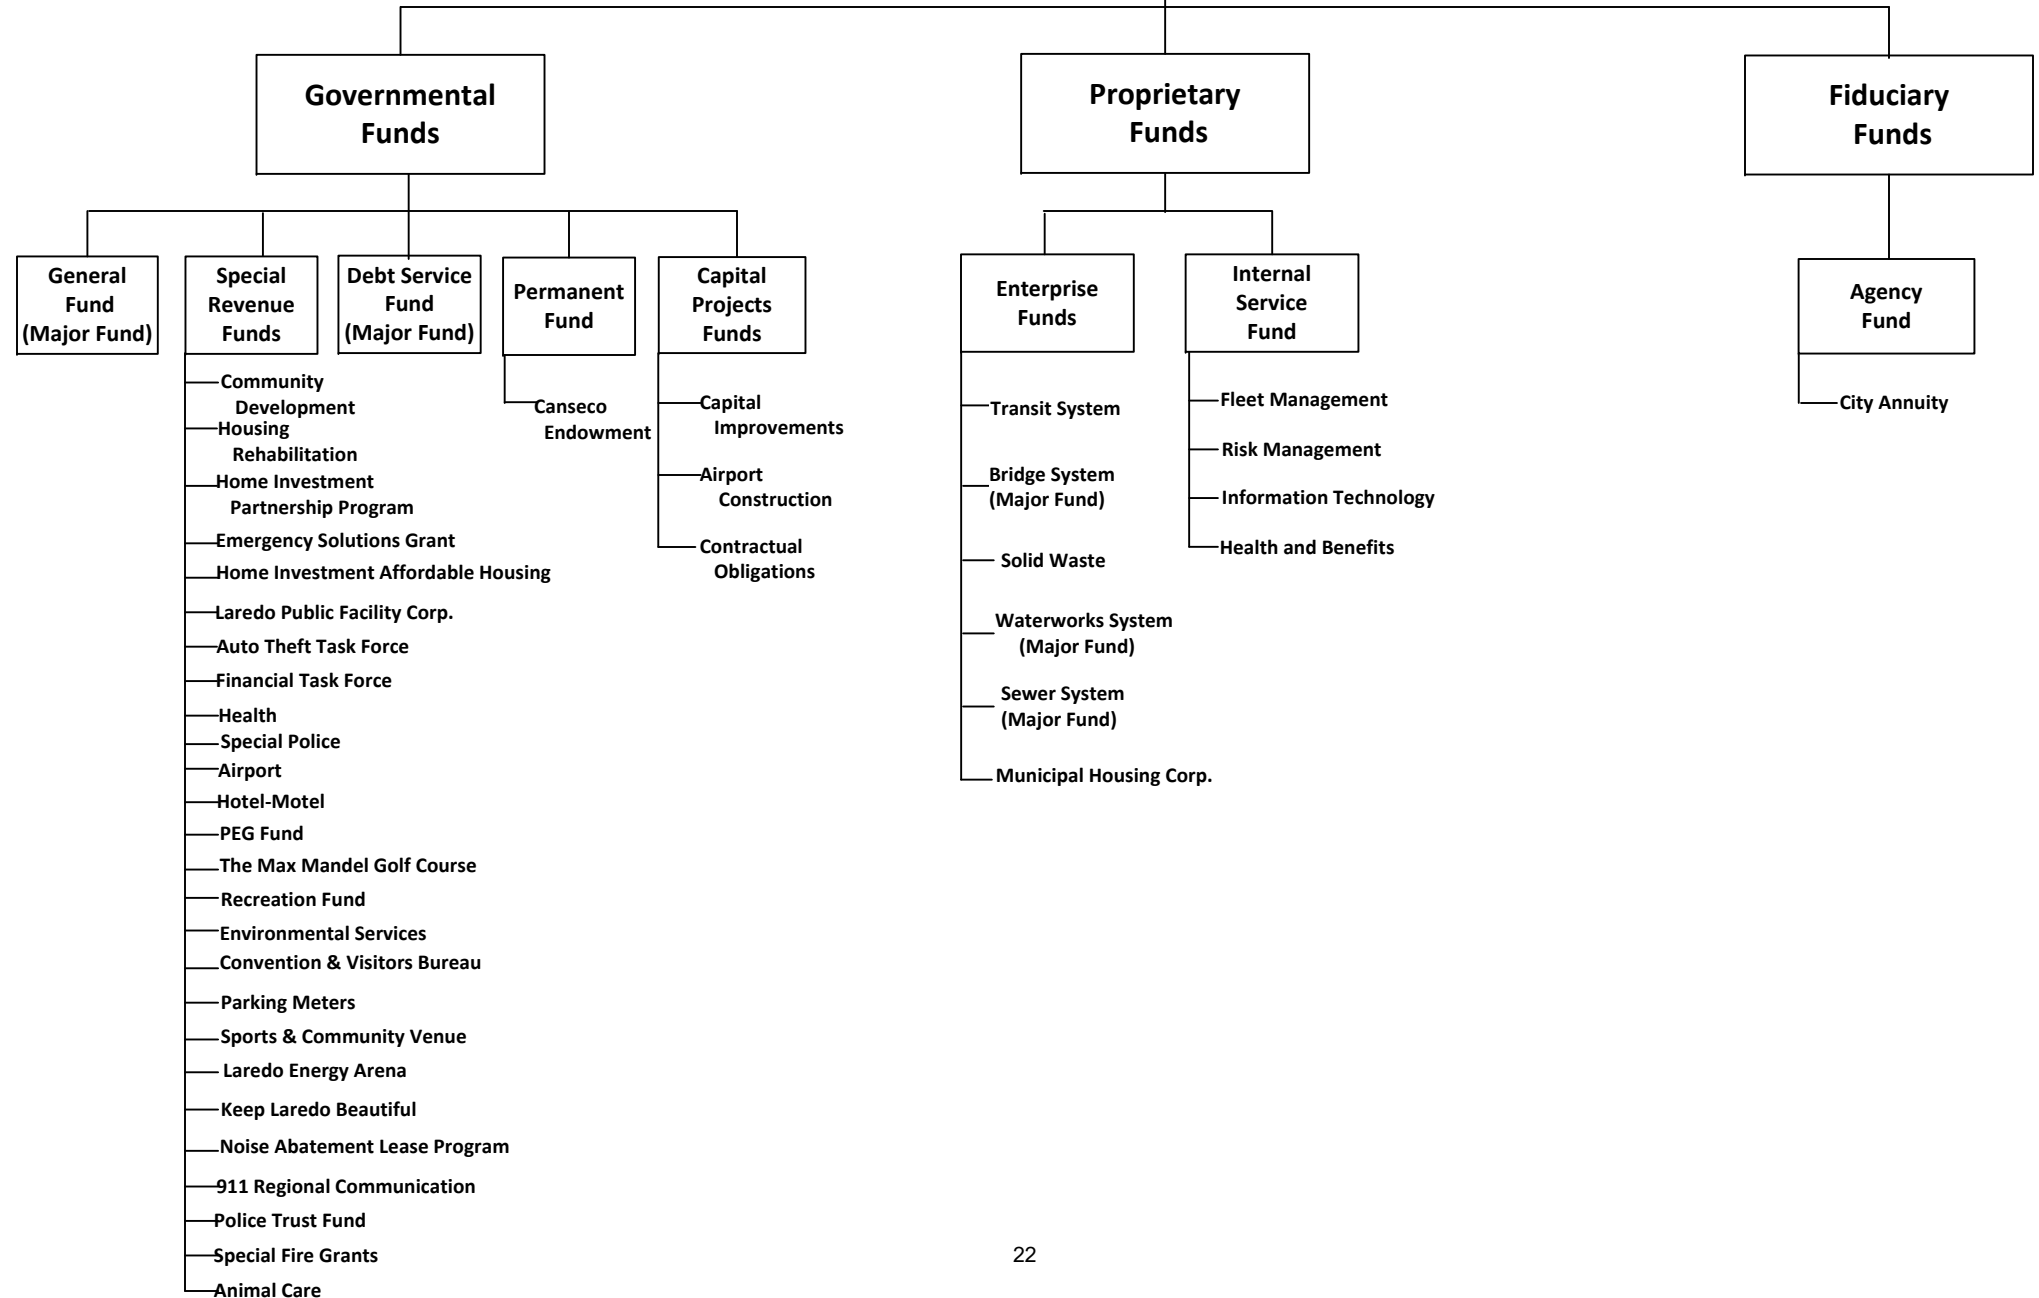 Governmental
Funds
Proprietary
Funds
Fiduciary
Funds
General
Fund
(Major Fund)
Special
Revenue
Funds
Debt Service
Fund
(Major Fund)
Permanent
Fund
Capital
Projects
Funds
Enterprise
Funds
Internal
Service
Fund
Agency
Fund
Community
Development
Housing
Rehabilitation
Home Investment
Partnership Program
Emergency Solutions Grant
Home Investment Affordable Housing
Laredo Public Facility Corp.
Auto Theft Task Force
Financial Task Force
Health
Special Police
Airport
Hotel-Motel
PEG Fund
The Max Mandel Golf Course
Recreation Fund
Environmental Services
Convention & Visitors Bureau
Parking Meters
Sports & Community Venue
Laredo Energy Arena
Keep Laredo Beautiful
Noise Abatement Lease Program
911 Regional Communication
Police Trust Fund
Special Fire Grants
Animal Care
Canseco
Endowment
Capital
Improvements
Airport
Construction
Contractual
Obligations
Transit System
Bridge System
(Major Fund)
Solid Waste
Waterworks System
(Major Fund)
Sewer System
(Major Fund)
Municipal Housing Corp.
Fleet Management
Risk Management
Information Technology
Health and Benefits
City Annuity
22